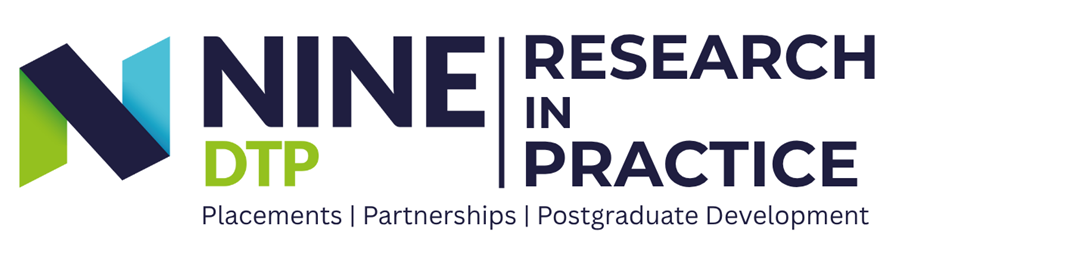 NINE
DTP
RESEARCH
IN
PRACTICE
Placements | Partnerships | Postgraduate Development